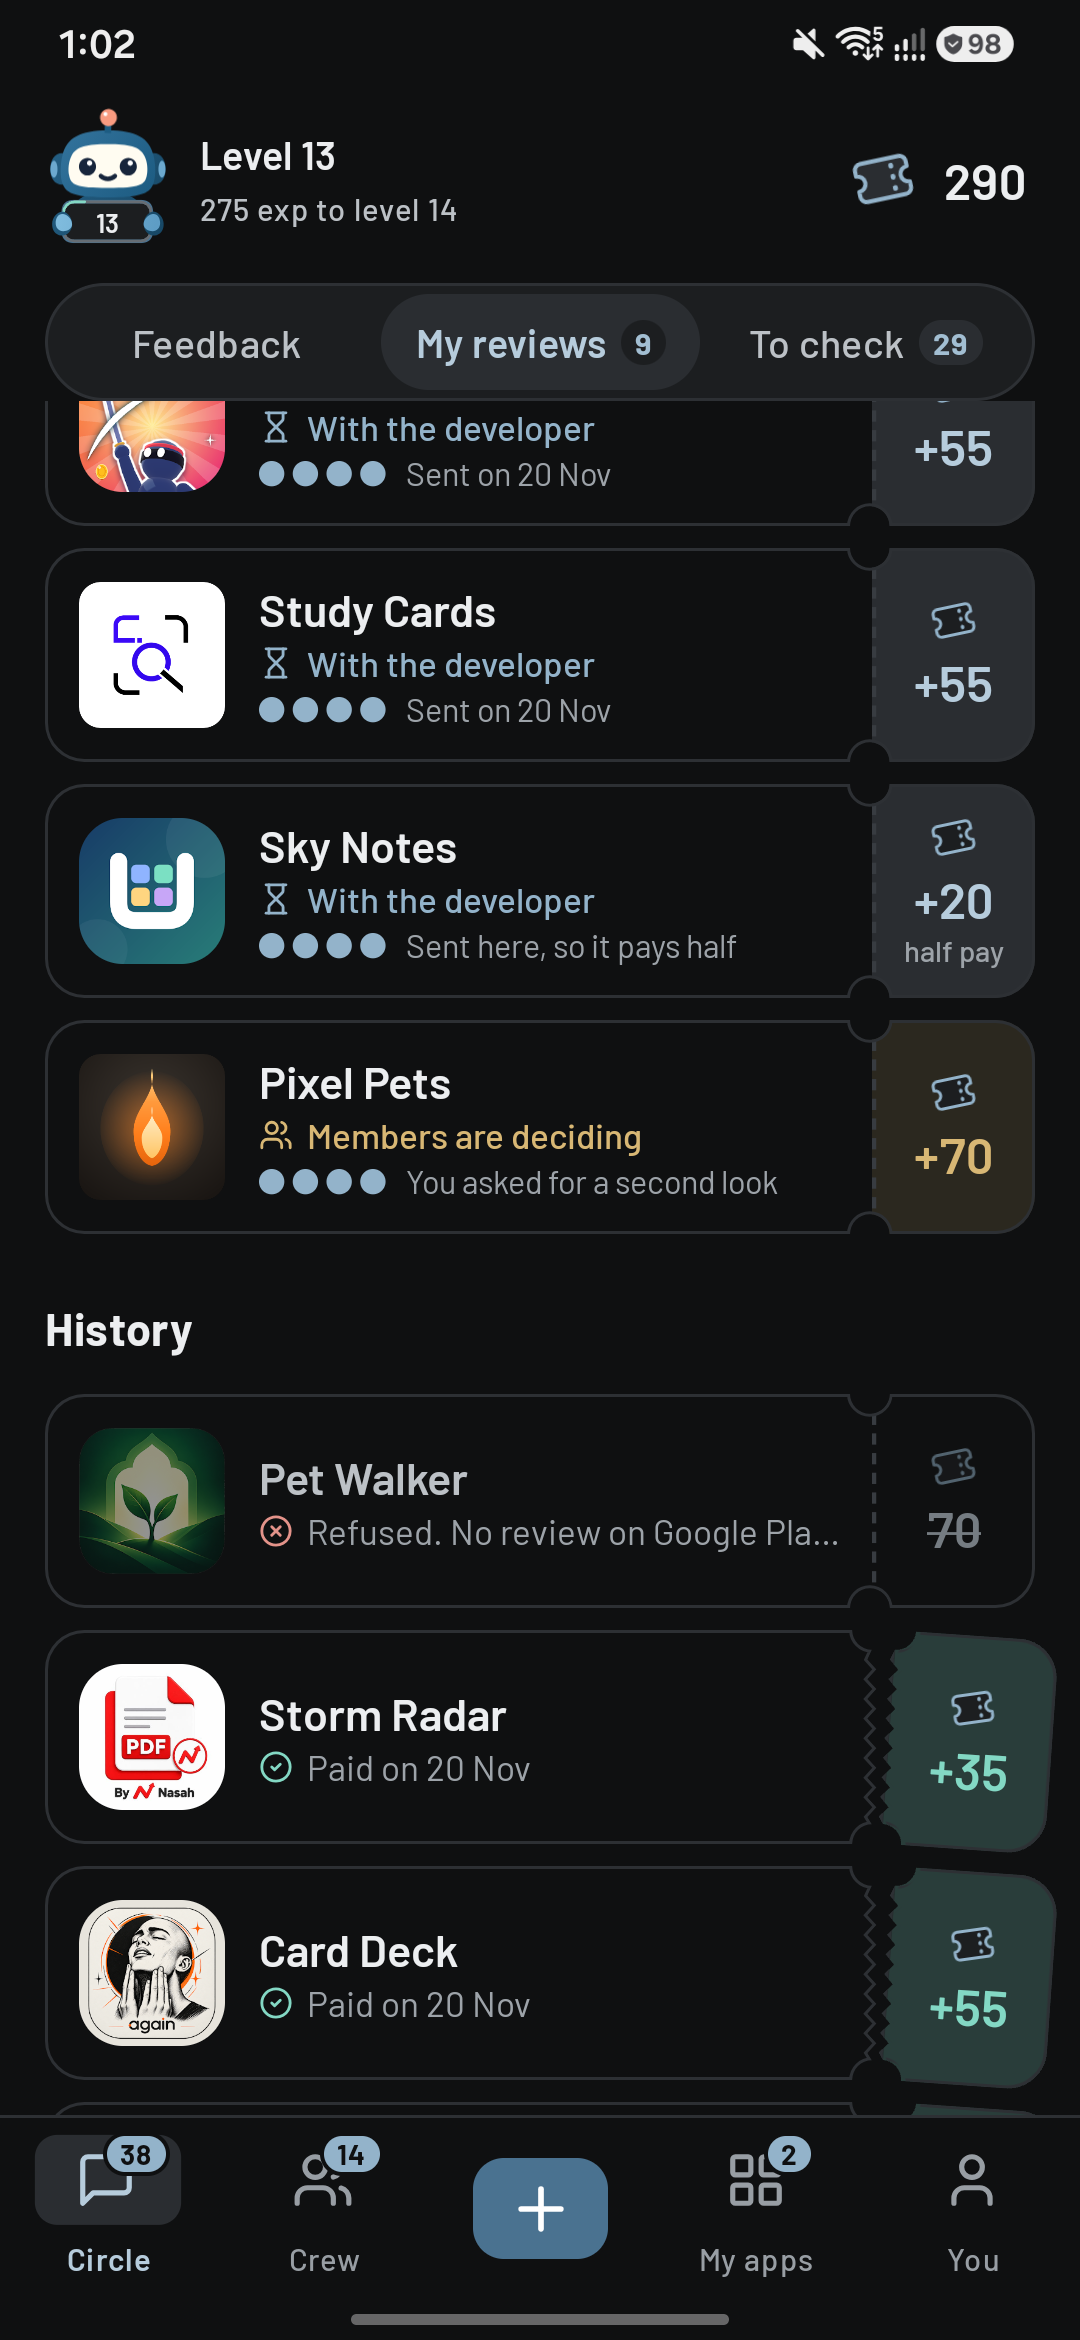 1:02
5
98
Level 13
275 exp to level 14
13
290
Feedback
My reviews 9
To check 29
With the developer
Sent on 20 Nov
+55
Study Cards
With the developer
Sent on 20 Nov
+55
Sky Notes
With the developer
Sent here, so it pays half
+20
half pay
Pixel Pets
Members are deciding
You asked for a second look
+70
History
Pet Walker
Refused. No review on Google Pla...
70
PDF
By N Nasah
Storm Radar
Paid on 20 Nov
+35
again
Card Deck
Paid on 20 Nov
+55
38
14
2
Circle
Crew
My apps
You